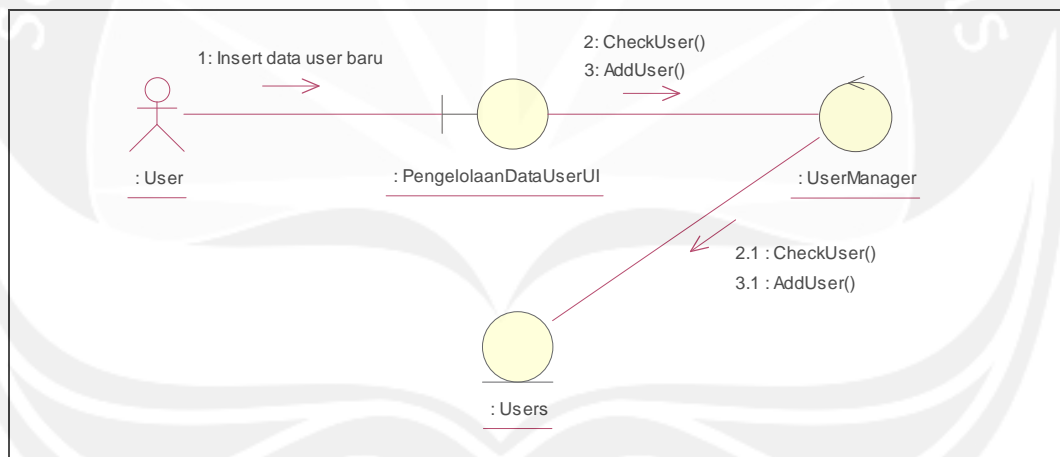 1: Insert data user baru
2: CheckUser()
3: AddUser()
: User
: PengelolaanDataUserUI
: UserManager
2.1 : CheckUser()
3.1 : AddUser()
: Users